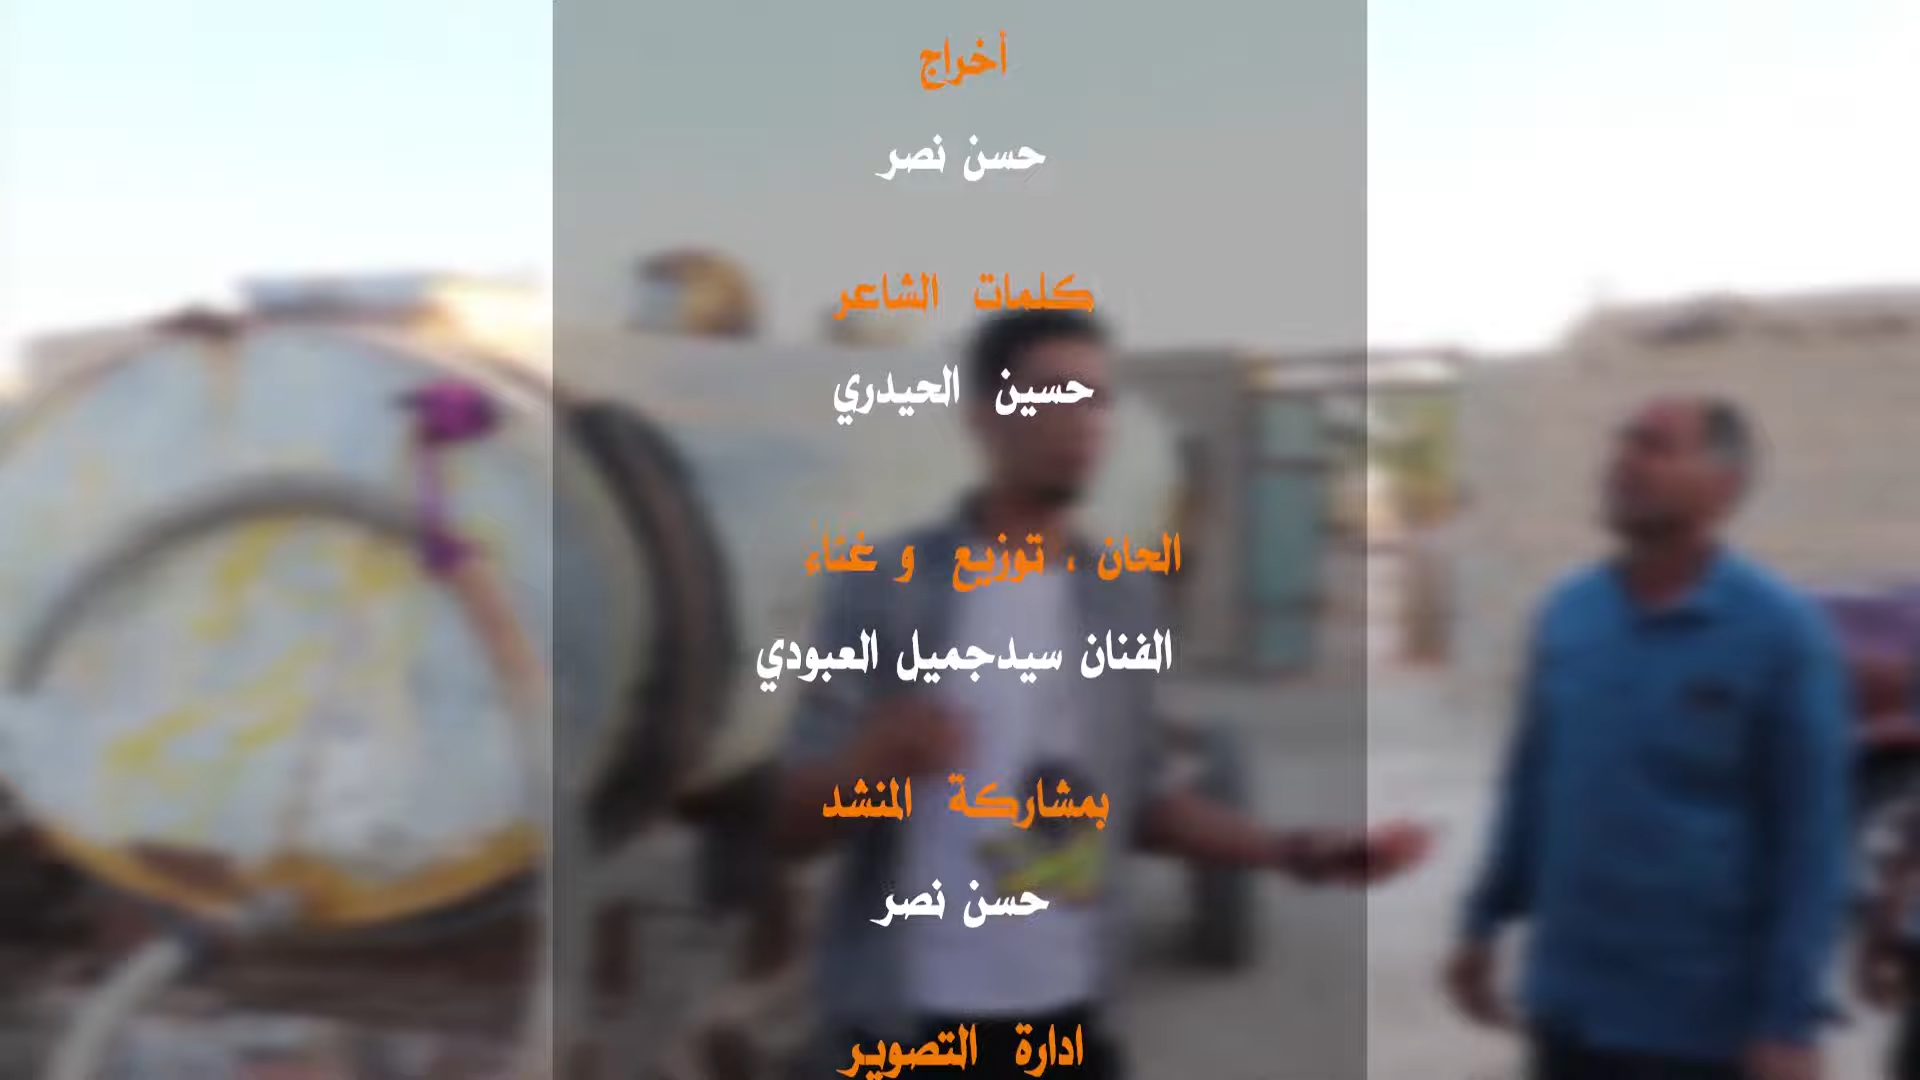 أخراج
حسن نصر
كلمات الشاعر
حسين الحيدري
الحان ، توزيع و غناء
الفنان سيدجميل العبودي
بمشاركة المنشد
حسن نصر
ادارة التصوير